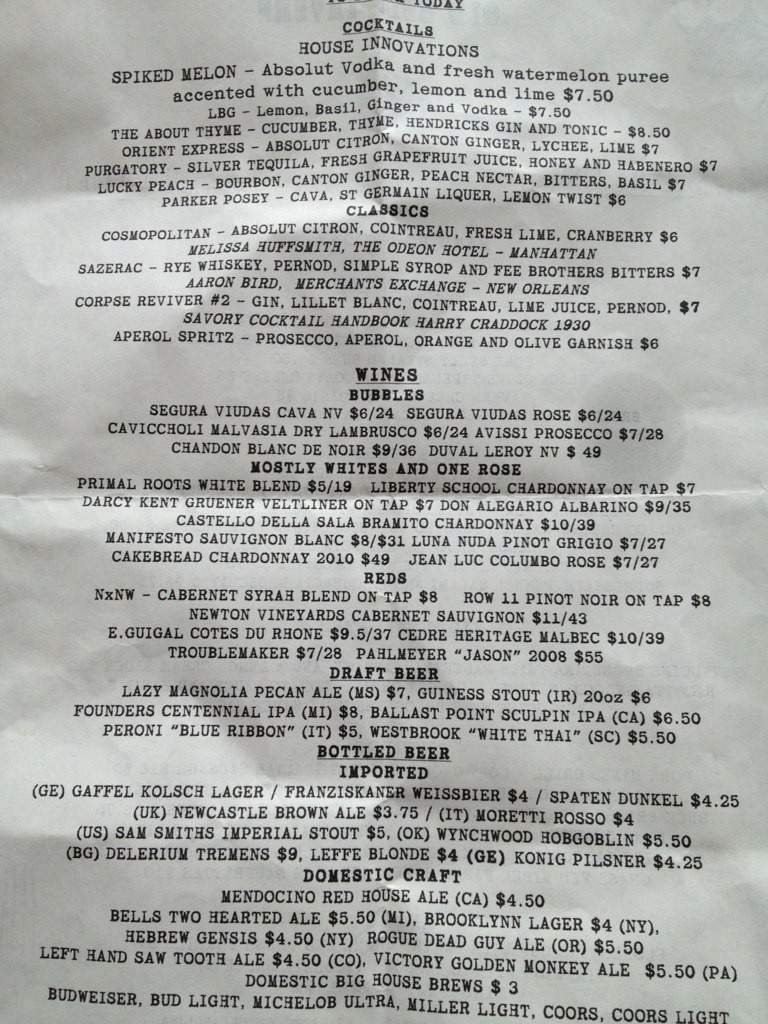 TODAY
COCKTAILS
HOUSE INNOVATIONS
SPIKED MELON - Absolut Vodka and fresh watermelon puree
accented with cucumber, lemon and lime $7.50
LBG - Lemon, Basil, Ginger and Vodka - $7.50
THE ABOUT THYME - CUCUMBER, THYME, HENDRICKS GIN AND TONIC - $8.50
ORIENT EXPRESS - ABSOLUT CITRON, CANTON GINGER, LYCHEE, LIME $7
PURGATORY - SILVER TEQUILA, FRESH GRAPEFRUIT JUICE, HONEY AND HABENERO $7
LUCKY PEACH - BOURBON, CANTON GINGER, PEACH NECTAR, BITTERS, BASIL $7
PARKER POSEY - CAVA, ST GERMAIN LIQUER, LEMON TWIST $6
CLASSICS
COSMOPOLITAN - ABSOLUT CITRON, COINTREAU, FRESH LIME, CRANBERRY $6
MELISSA HUFFSMITH, THE ODEON HOTEL - MANHATTAN
SAZERAC - RYE WHISKEY, PERNOD, SIMPLE SYROP AND FEE BROTHERS BITTERS $7
AARON BIRD, MERCHANTS EXCHANGE - NEW ORLEANS
CORPSE REVIVER #2 - GIN, LILLET BLANC, COINTREAU, LIME JUICE, PERNOD, $7
SAVORY COCKTAIL HANDBOOK HARRY CRADDOCK 1930
APEROL SPRITZ - PROSECCO, APEROL, ORANGE AND OLIVE GARNISH $6
WINES
BUBBLES
SEGURA VIUDAS CAVA NV $6/24 SEGURA VIUDAS ROSE $6/24
CAVICCHOLI MALVASIA DRY LAMBRUSCO $6/24 AVISSI PROSECCO $7/28
CHANDON BLANC DE NOIR $9/36 DUVAL LEROY NV $ 49
MOSTLY WHITES AND ONE ROSE
PRIMAL ROOTS WHITE BLEND $5/19 LIBERTY SCHOOL CHARDONNAY ON TAP $7
DARCY KENT GRUENER VELTLINER ON TAP $7 DON ALEGARIO ALBARINO $9/35
CASTELLO DELLA SALA BRAMITO CHARDONNAY $10/39
MANIFESTO SAUVIGNON BLANC $8/$31 LUNA NUDA PINOT GRIGIO $7/27
CAKEBREAD CHARDONNAY 2010 $49 JEAN LUC COLUMBO ROSE $7/27
REDS
NxNW - CABERNET SYRAH BLEND ON TAP $8 ROW 11 PINOT NOIR ON TAP $8
NEWTON VINEYARDS CABERNET SAUVIGNON $11/43
E.GUIGAL COTES DU RHONE $9.5/37 CEDRE HERITAGE MALBEC $10/39
TROUBLEMAKER $7/28 PAHLMEYER "JASON" 2008 $55
DRAFT BEER
LAZY MAGNOLIA PECAN ALE (MS) $7, GUINESS STOUT (IR) 20oz $6
FOUNDERS CENTENNIAL IPA (MI) $8, BALLAST POINT SCULPIN IPA (CA) $6.50
PERONI "BLUE RIBBON" (IT) $5, WESTBROOK "WHITE THAI" (SC) $5.50
BOTTLED BEER
IMPORTED
(GE) GAFFEL KOLSCH LAGER / FRANZISKANER WEISSBIER $4 / SPATEN DUNKEL $4.25
(UK) NEWCASTLE BROWN ALE $3.75 / (IT) MORETTI ROSSO $4
(US) SAM SMITHS IMPERIAL STOUT $5, (OK) WYNCHWOOD HOBGOBLIN $5.50
(BG) DELERIUM TREMENS $9, LEFFE BLONDE $4 (GE) KONIG PILSNER $4.25
DOMESTIC CRAFT
MENDOCINO RED HOUSE ALE (CA) $4.50
BELLS TWO HEARTED ALE $5.50 (MI), BROOKLYNN LAGER $4 (NY),
HEBREW GENSIS $4.50 (NY) ROGUE DEAD GUY ALE (OR) $5.50
LEFT HAND SAW TOOTH ALE $4.50 (CO), VICTORY GOLDEN MONKEY ALE $5.50 (PA)
DOMESTIC BIG HOUSE BREWS $ 3
BUDWEISER, BUD LIGHT, MICHELOB ULTRA, MILLER LIGHT, COORS, COORS LIGHT